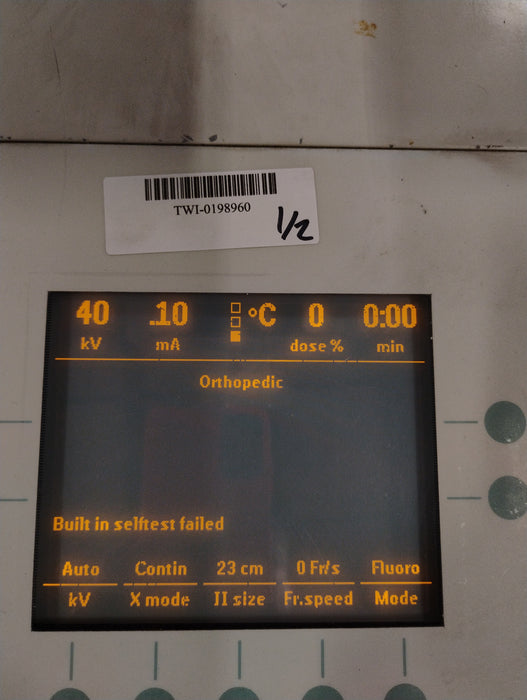 TWI-0198960
1/2
40 .10 °C 0 0:00
kV mA dose % min
Orthopedic
Built in selftest failed
Auto Contin 23 cm 0 Fr/s Fluoro
kV X mode II size Fr.speed Mode